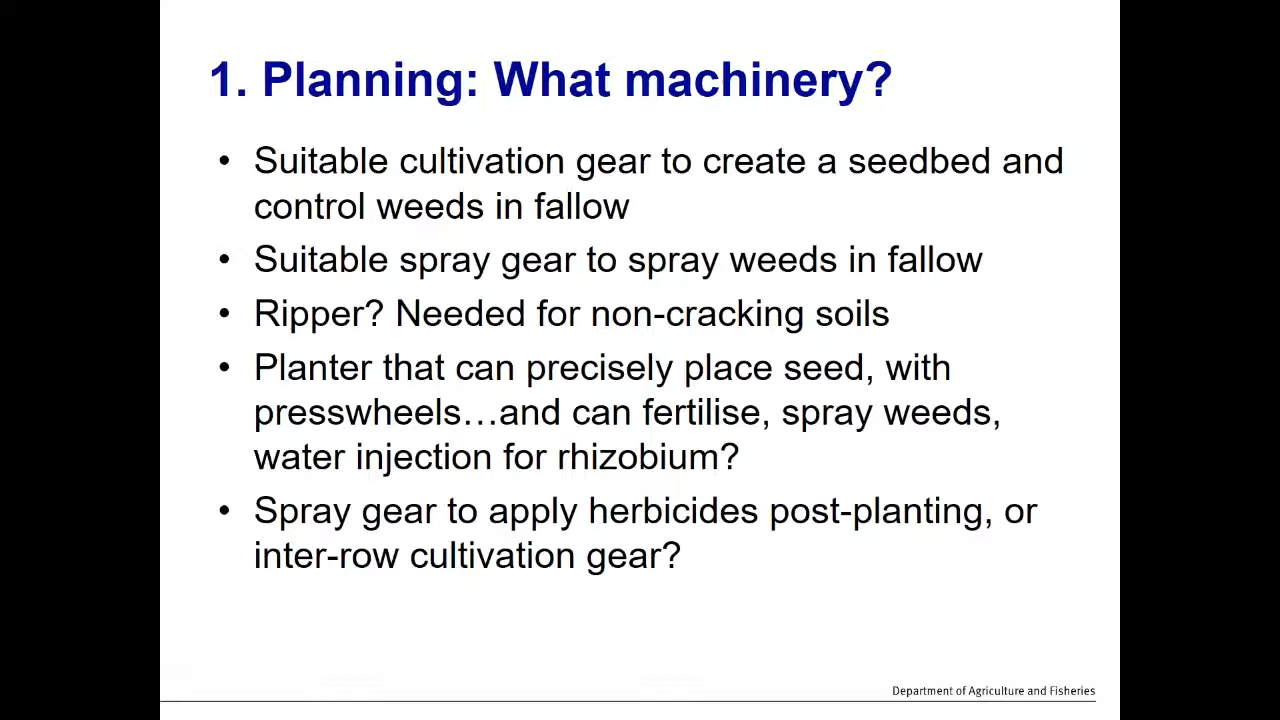 1. Planning: What machinery?
• Suitable cultivation gear to create a seedbed and
control weeds in fallow
• Suitable spray gear to spray weeds in fallow
• Ripper? Needed for non-cracking soils
• Planter that can precisely place seed, with
presswheels…and can fertilise, spray weeds,
water injection for rhizobium?
• Spray gear to apply herbicides post-planting, or
inter-row cultivation gear?
Department of Agriculture and Fisheries